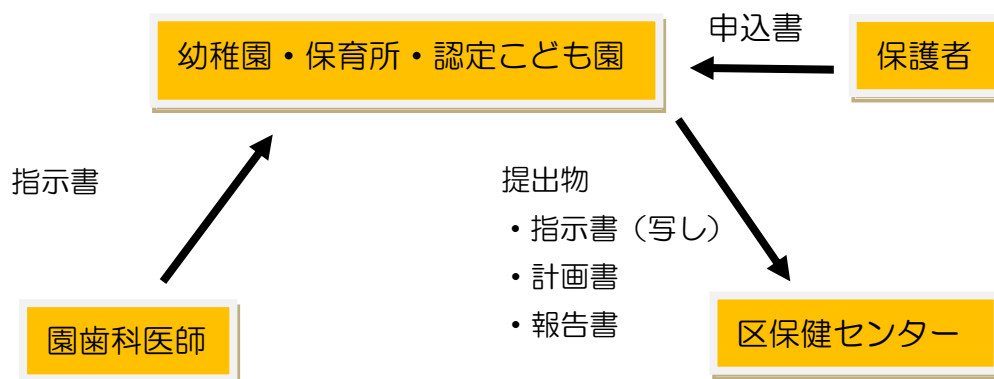 幼稚園・保育所・認定こども園
申込書
保護者
指示書
提出物
・指示書（写し）
・計画書
・報告書
園歯科医師
区保健センター